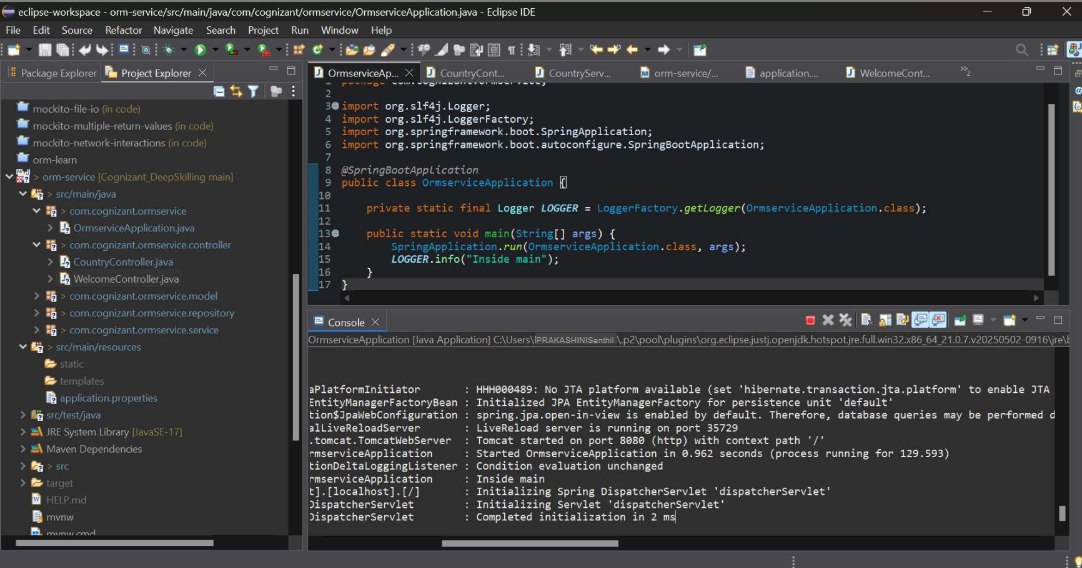 eclipse-workspace - orm-service/src/main/java/com/cognizant/ormservice/OrmserviceApplication.java - Eclipse IDE
File Edit Source Refactor Navigate Search Project Run Window Help
Package Explorer Project Explorer
mockito-file-io (in code)
mockito-multiple-return-values (in code)
mockito-network-interactions (in code)
orm-learn
> orm-service [Cognizant_DeepSkilling main]
> src/main/java
> com.cognizant.ormservice
> OrmserviceApplication.java
> com.cognizant.ormservice.controller
> CountryController.java
> WelcomeController.java
> com.cognizant.ormservice.model
> com.cognizant.ormservice.repository
> com.cognizant.ormservice.service
> src/main/resources
static
templates
application.properties
src/test/java
JRE System Library [JavaSE-17]
Maven Dependencies
> src
target
HELP.md
mvnw
mvnw.cmd
OrmserviceAp... CountryCont... CountryServ... orm-service/... application.... WelcomeCont... »2
1 package com.cognizant.ormservice;
2
3 import org.slf4j.Logger;
4 import org.slf4j.LoggerFactory;
5 import org.springframework.boot.SpringApplication;
6 import org.springframework.boot.autoconfigure.SpringBootApplication;
7
8 @SpringBootApplication
9 public class OrmserviceApplication {
10
11 private static final Logger LOGGER = LoggerFactory.getLogger(OrmserviceApplication.class);
12
13 public static void main(String[] args) {
14 SpringApplication.run(OrmserviceApplication.class, args);
15 LOGGER.info("Inside main");
16 }
17 }
Console
OrmserviceApplication [Java Application] C:\Users\PRAKASHINISenthil\.p2\pool\plugins\org.eclipse.justj.openjdk.hotspot.jre.full.win32.x86_64_21.0.7.v20250502-0916\jre\
aPlatformInitiator : HHH000489: No JTA platform available (set 'hibernate.transaction.jta.platform' to enable JTA
EntityManagerFactoryBean : Initialized JPA EntityManagerFactory for persistence unit 'default'
tion$JpaWebConfiguration : spring.jpa.open-in-view is enabled by default. Therefore, database queries may be performed
alLiveReloadServer : LiveReload server is running on port 35729
.tomcat.TomcatWebServer : Tomcat started on port 8080 (http) with context path '/'
rmserviceApplication : Started OrmserviceApplication in 0.962 seconds (process running for 129.593)
tionDeltaLoggingListener : Condition evaluation unchanged
rmserviceApplication : Inside main
t].[localhost].[/] : Initializing Spring DispatcherServlet 'dispatcherServlet'
DispatcherServlet : Initializing Servlet 'dispatcherServlet'
DispatcherServlet : Completed initialization in 2 ms